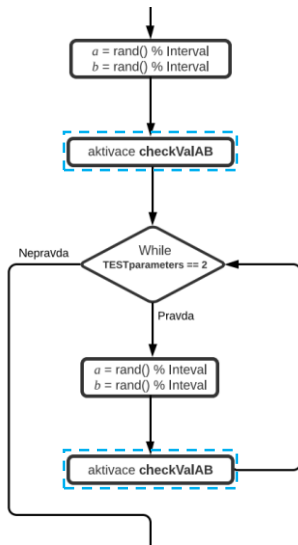 a = rand() % Interval
b = rand() % Interval
aktivace checkValAB
Nepravda
While
TESTparameters == 2
Pravda
a = rand() % Inteval
b = rand() % Inteval
aktivace checkValAB